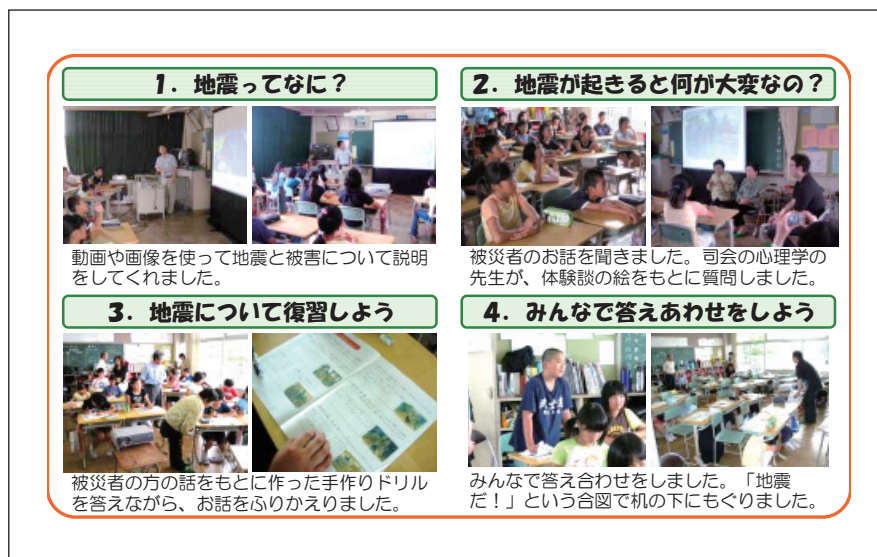 1. 地震ってなに?
動画や画像を使って地震と被害について説明
をしてくれました。
2. 地震が起きると何が大変なの?
被災者のお話を聞きました。司会の心理学の
先生が、体験談の絵をもとに質問しました。
3. 地震について復習しよう
被災者の方の話をもとに作った手作りドリル
を答えながら、お話をふりかえりました。
4. みんなで答えあわせをしよう
みんなで答え合わせをしました。「地震
だ!」という合図で机の下にもぐりました。